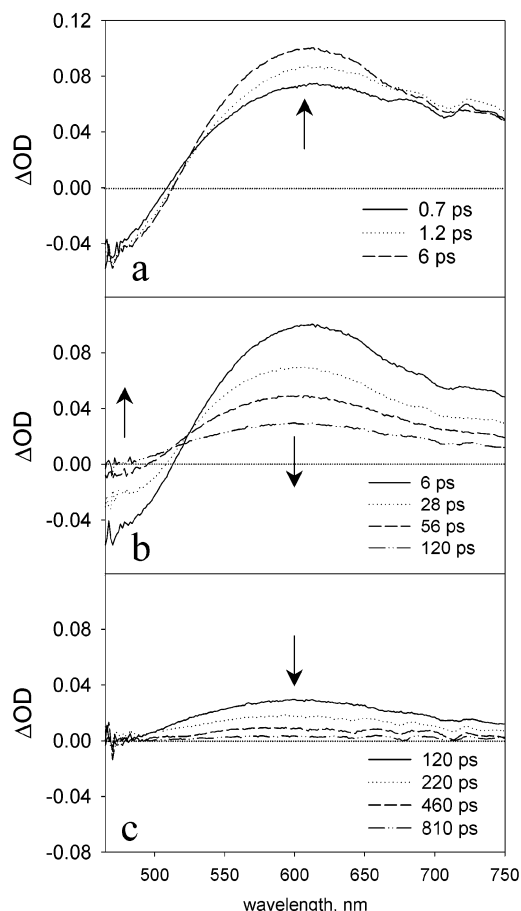 0.12
0.08
0.04
0.00
-0.04
ΔOD
a
0.7 ps
1.2 ps
6 ps
0.08
0.04
0.00
-0.04
ΔOD
b
6 ps
28 ps
56 ps
120 ps
0.08
0.04
0.00
-0.04
-0.08
ΔOD
c
120 ps
220 ps
460 ps
810 ps
500 550 600 650 700 750
wavelength, nm